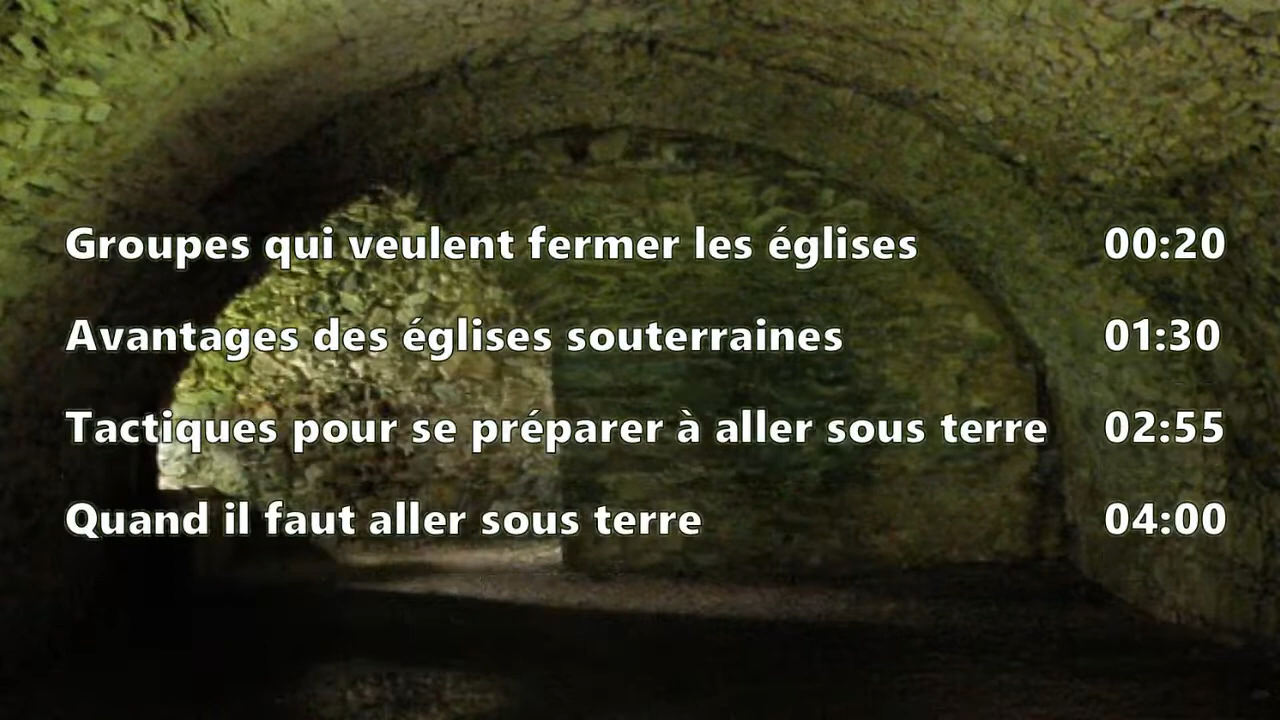 Groupes qui veulent fermer les églises 00:20
Avantages des églises souterraines 01:30
Tactiques pour se préparer à aller sous terre 02:55
Quand il faut aller sous terre 04:00